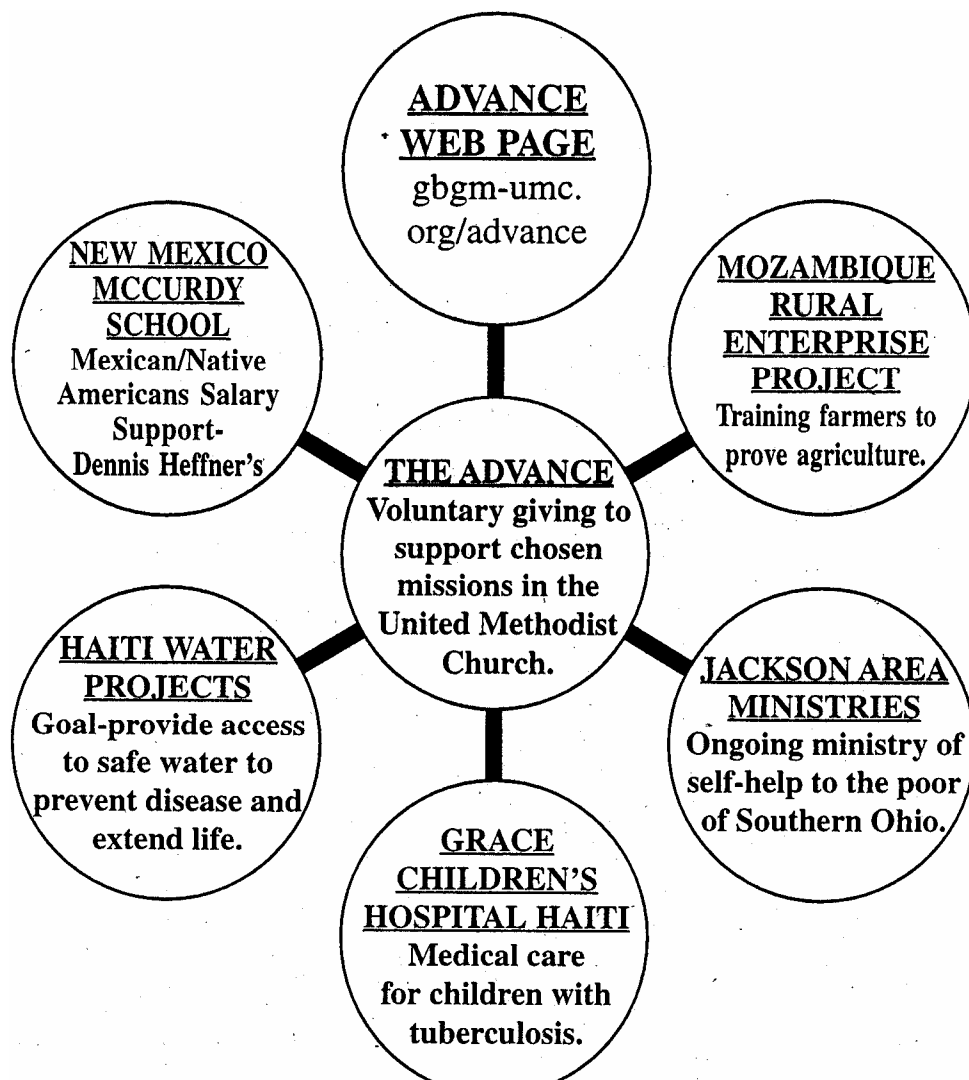 ADVANCE
WEB PAGE
gbgm-umc.
org/advance
NEW MEXICO
MCCURDY
SCHOOL
Mexican/Native
Americans Salary
Support-
Dennis Heffner's
MOZAMBIQUE
RURAL
ENTERPRISE
PROJECT
Training farmers to
prove agriculture.
THE ADVANCE
Voluntary giving to
support chosen
missions in the
United Methodist
Church.
HAITI WATER
PROJECTS
Goal-provide access
to safe water to
prevent disease and
extend life.
JACKSON AREA
MINISTRIES
Ongoing ministry of
self-help to the poor
of Southern Ohio.
GRACE
CHILDREN'S
HOSPITAL HAITI
Medical care
for children with
tuberculosis.